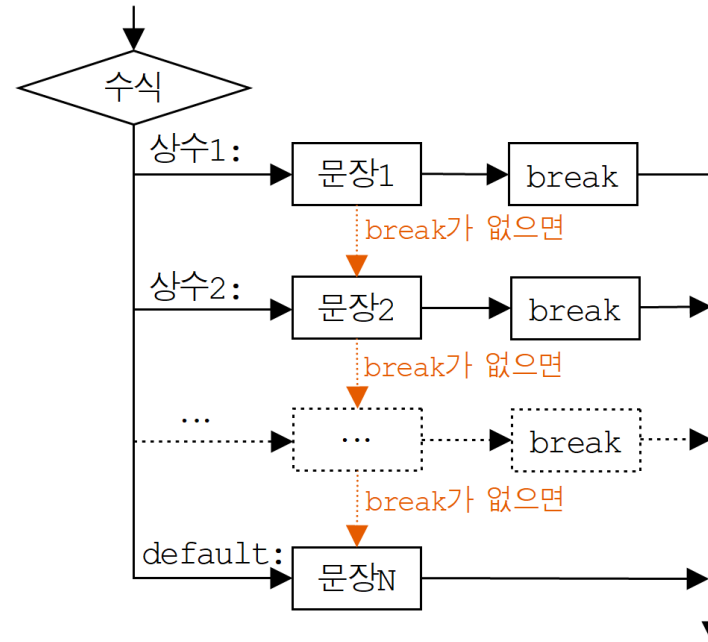 수식
상수1:
문장1
break
break가 없으면
상수2:
문장2
break
break가 없으면
...
...
break
break가 없으면
default:
문장N